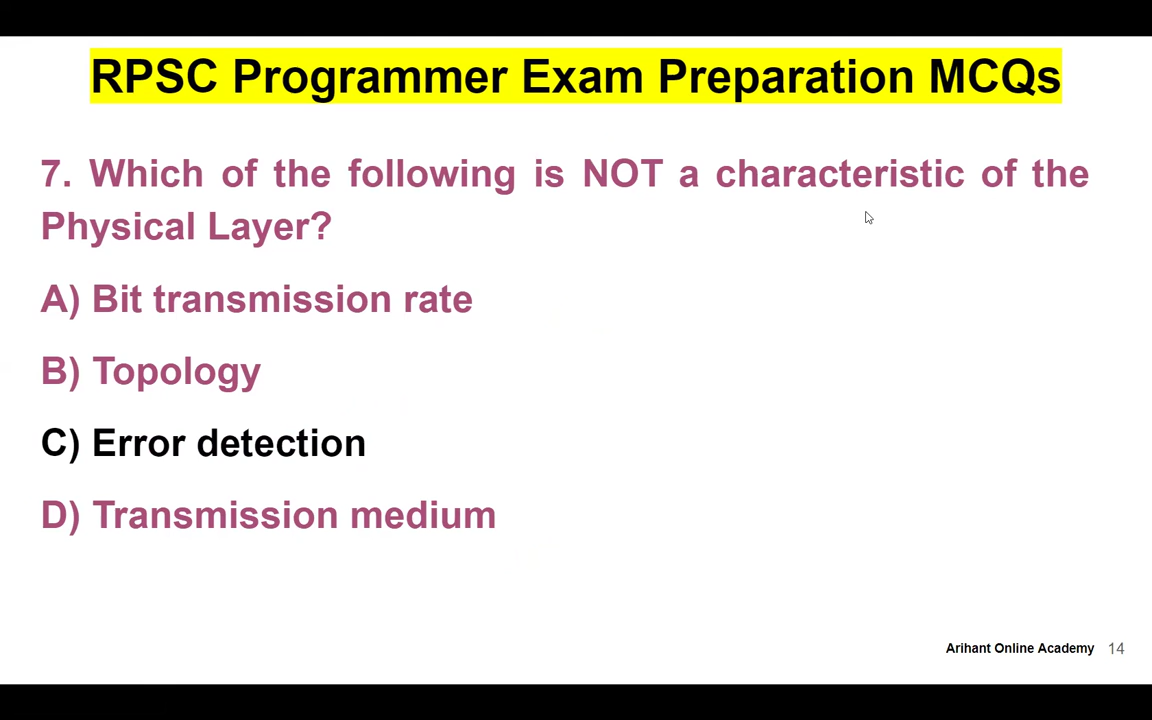 RPSC Programmer Exam Preparation MCQs
7. Which of the following is NOT a characteristic of the
Physical Layer?
A) Bit transmission rate
B) Topology
C) Error detection
D) Transmission medium
Arihant Online Academy 14